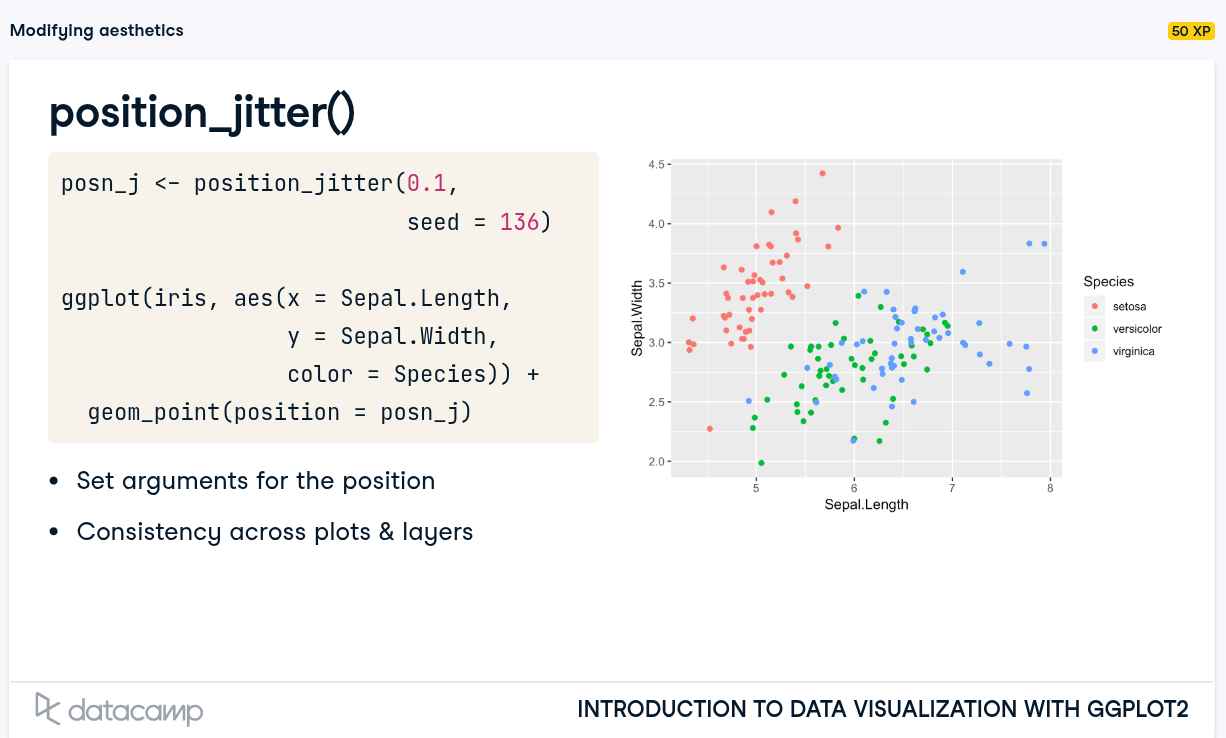 Modifying aesthetics
50 XP
position_jitter()
posn_j <- position_jitter(0.1,
                          seed = 136)
ggplot(iris, aes(x = Sepal.Length,
                 y = Sepal.Width,
                 color = Species)) +
  geom_point(position = posn_j)
• Set arguments for the position
• Consistency across plots & layers
4.5
4.0
3.5
3.0
2.5
2.0
Sepal.Width
5 6 7 8
Sepal.Length
Species
setosa
versicolor
virginica
datacamp
INTRODUCTION TO DATA VISUALIZATION WITH GGPLOT2